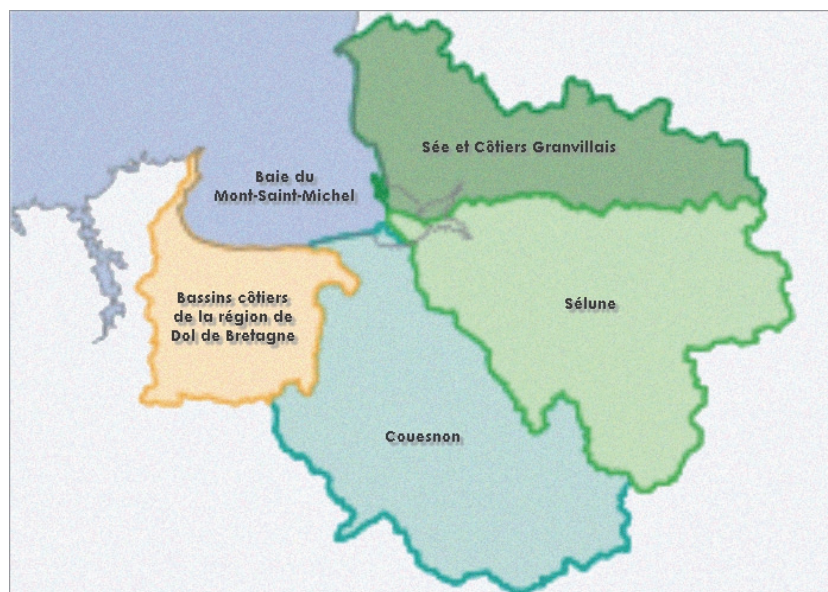 Sée et Côtiers Granvillais
Baie du
Mont-Saint-Michel
Bassins côtiers
de la région de
Dol de Bretagne
Sélune
Couesnon